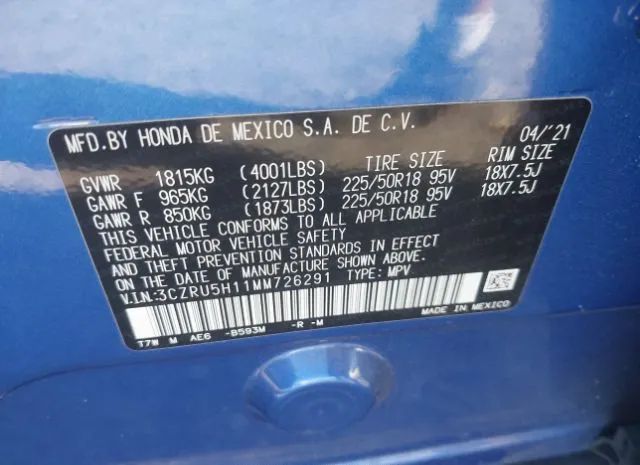 MFD.BY HONDA DE MEXICO S.A. DE C.V. 04/'21
GVWR 1815KG (4001LBS) TIRE SIZE RIM SIZE
GAWR F 965KG (2127LBS) 225/50R18 95V 18X7.5J
GAWR R 850KG (1873LBS) 225/50R18 95V 18X7.5J
THIS VEHICLE CONFORMS TO ALL APPLICABLE
FEDERAL MOTOR VEHICLE SAFETY
AND THEFT PREVENTION STANDARDS IN EFFECT
ON THE DATE OF MANUFACTURE SHOWN ABOVE.
V.I.N.:3CZRU5H11MM726291 TYPE: MPV
T7W M AE6 -B593M -R -M MADE IN MEXICO